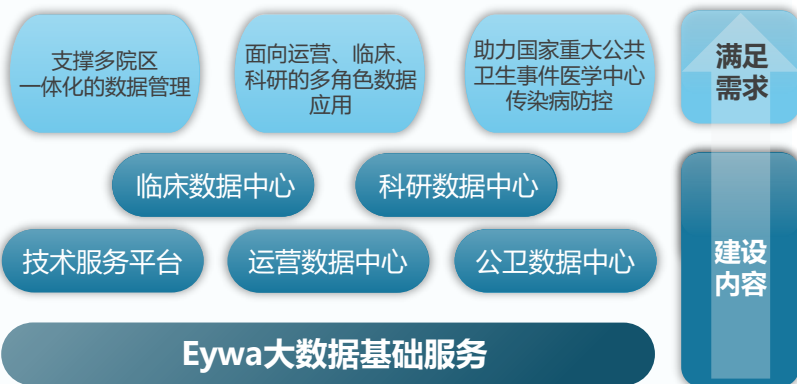 支撑多院区
一体化的数据管理
面向运营、临床、
科研的多角色数据
应用
助力国家重大公共
卫生事件医学中心
传染病防控
满足
需求
临床数据中心
科研数据中心
技术服务平台
运营数据中心
公卫数据中心
建设
内容
Eywa大数据基础服务